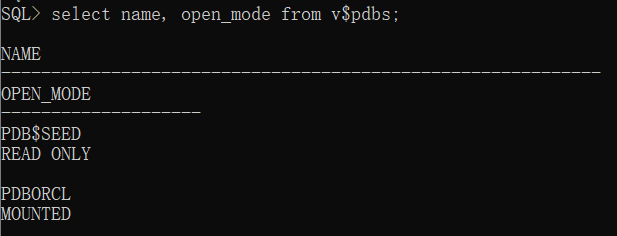 SQL> select name, open_mode from v$pdbs;
NAME
------------------------------------------------------------
OPEN_MODE
--------------------
PDB$SEED
READ ONLY
PDBORCL
MOUNTED